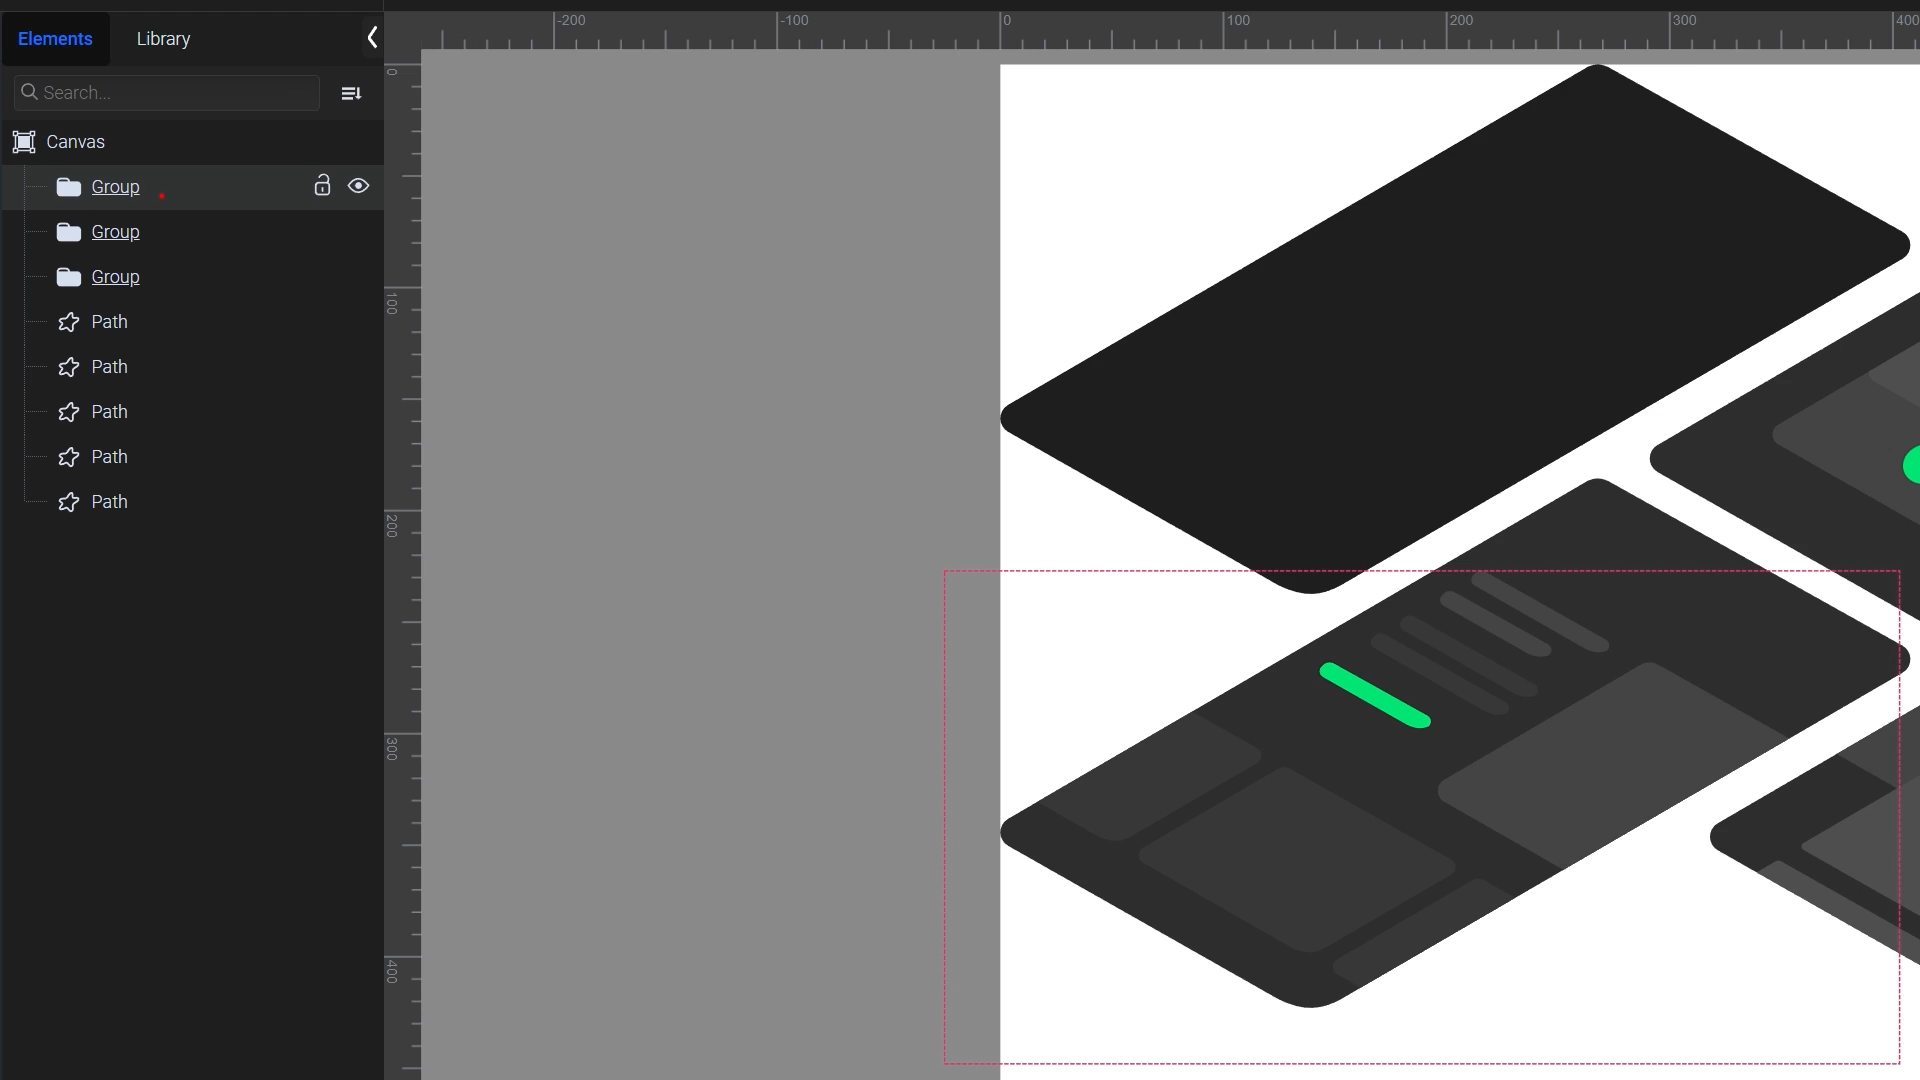 Elements Library
Search...
Canvas
Group
Group
Group
Path
Path
Path
Path
Path
-200 -100 0 100 200 300 400
0
100
200
300
400